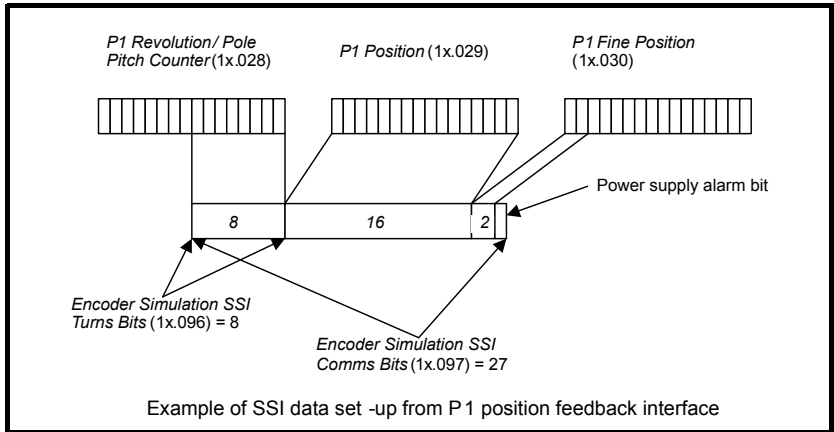 P1 Revolution/ Pole
Pitch Counter (1x.028)
P1 Position (1x.029)
P1 Fine Position
(1x.030)
Power supply alarm bit
8
16
2
Encoder Simulation SSI
Turns Bits (1x.096) = 8
Encoder Simulation SSI
Comms Bits (1x.097) = 27
Example of SSI data set -up from P1 position feedback interface